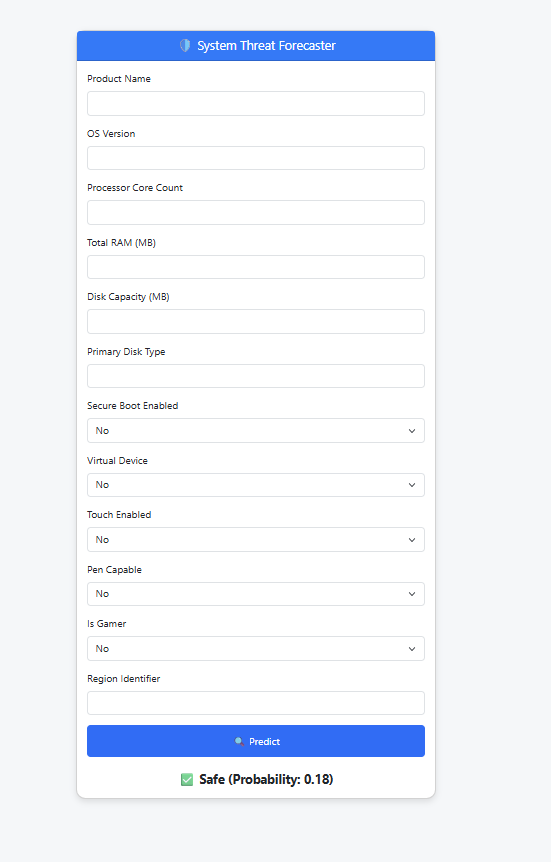 System Threat Forecaster
Product Name
OS Version
Processor Core Count
Total RAM (MB)
Disk Capacity (MB)
Primary Disk Type
Secure Boot Enabled
No
Virtual Device
No
Touch Enabled
No
Pen Capable
No
Is Gamer
No
Region Identifier
Predict
Safe (Probability: 0.18)